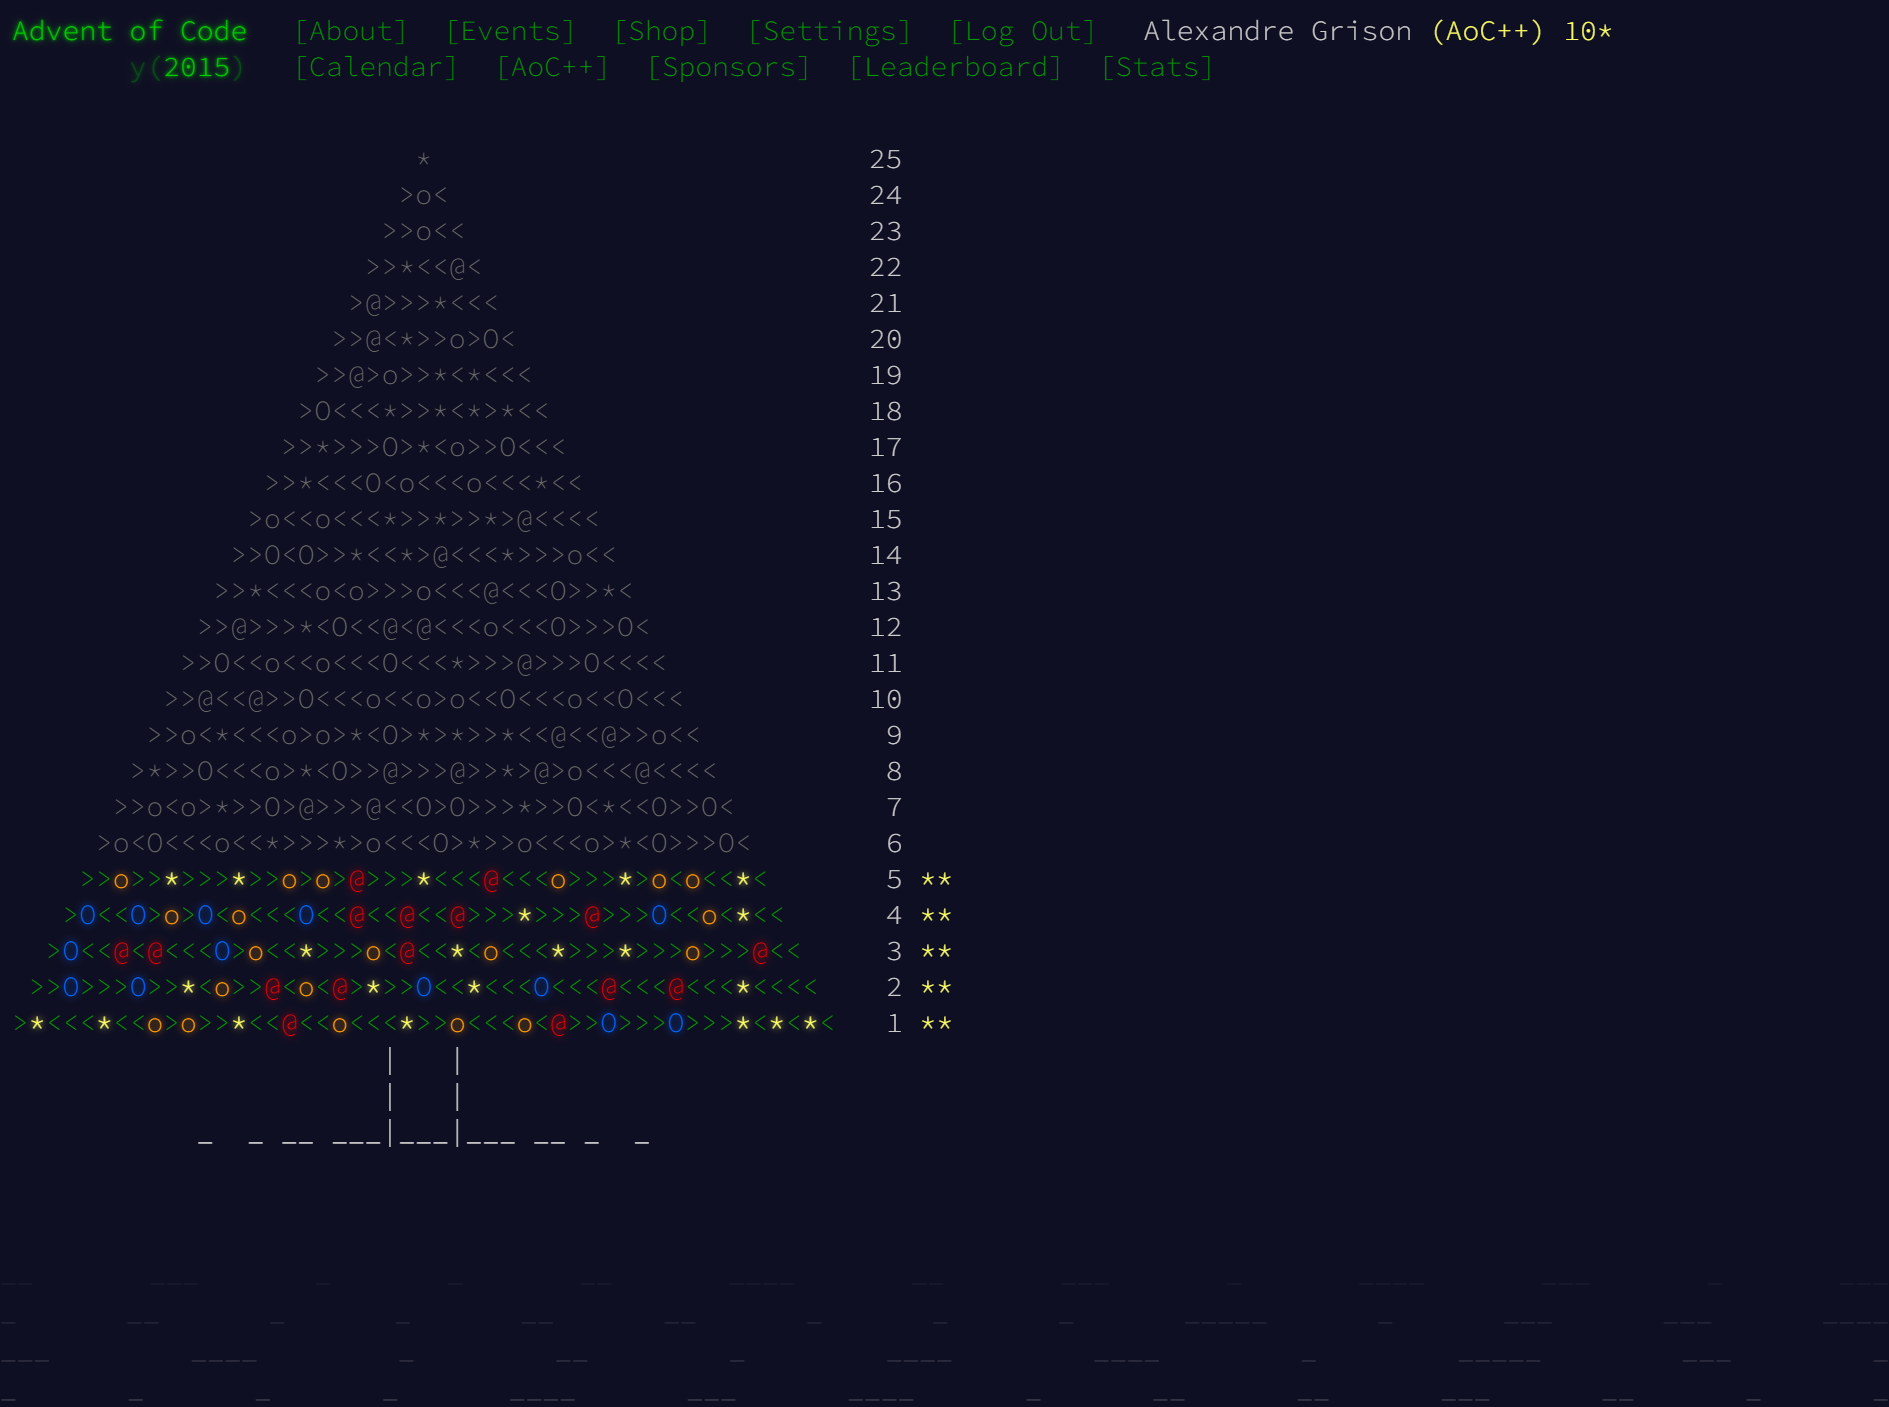 Advent of Code [About] [Events] [Shop] [Settings] [Log Out] Alexandre Grison (AoC++) 10*
y(2015) [Calendar] [AoC++] [Sponsors] [Leaderboard] [Stats]
* 25
>o< 24
>>o<< 23
>>*<<@< 22
>@>>>*<<< 21
>>@<*>>o>O< 20
>>@>o>>*<*<<< 19
>O<<<*>>*<*>*<< 18
>>*>>>O>*<o>>O<<< 17
>>*<<<O<o<<<o<<<*<< 16
>o<<o<<<*>>*>>*>@<<<< 15
>>O<O>>*<<*>@<<<*>>>o<< 14
>>*<<<o<o>>>o<<<@<<<O>>*< 13
>>@>>>*<O<<@<@<<<o<<<O>>>O< 12
>>O<<o<<o<<<O<<<*>>>@>>>O<<<< 11
>>@<<@>>O<<<o<<o>o<<O<<<o<<O<<< 10
>>o<*<<<o>o>*<O>*>*>>*<<@<<@>>o<< 9
>*>>O<<<o>*<O>>@>>>@>>*>@>o<<<@<<<< 8
>>o<o>*>>O>@>>>@<<O>O>>>*>>O<*<<O>>O< 7
>o<O<<<o<<*>>>*>o<<<O>*>>o<<<o>*<O>>>O< 6
>>o>>*>>>*>>o>o>@>>>*<<<@<<<o>>>*>o<o<<*< 5 **
>O<<O>o>O<o<<<O<<@<<@<<@>>>*>>>@>>>O<<o<*<< 4 **
>O<<@<@<<<O>o<<*>>>o<@<<*<o<<<*>>>*>>>o>>>@<< 3 **
>>O>>>O>>*<o>>@<o<@>*>>O<<*<<<O<<<@<<<@<<<*<<<< 2 **
>*<<<*<<o>o>>*<<@<<o<<<*>>o<<<o<@>>O>>>O>>>*<*<*< 1 **
| |
| |
_ _ __ ___|___|___ __ _ _